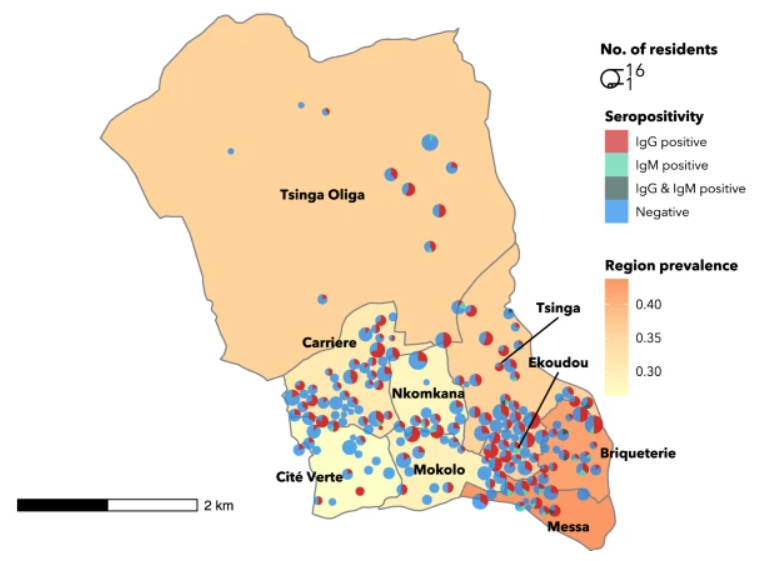 No. of residents
16
1
Seropositivity
IgG positive
IgM positive
IgG & IgM positive
Negative
Tsinga Oliga
Region prevalence
0.40
0.35
0.30
Tsinga
Carriere
Ekoudou
Nkomkana
Briqueterie
Mokolo
Cité Verte
2 km
Messa